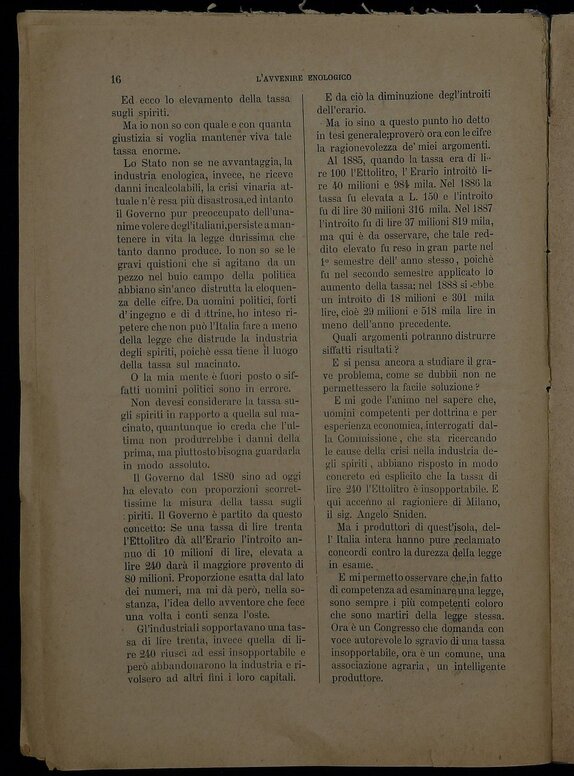 16
L'AVVENIRE ENOLOGICO
Ed ecco lo elevamento della tassa
sugli spiriti.
Ma io non so con quale e con quanta
giustizia si voglia mantener viva tale
tassa enorme.
Lo Stato non se ne avvantaggia, la
industria enologica, invece, ne riceve
danni incalcolabili, la crisi vinaria at-
tuale n'è resa più disastrosa,ed intanto
il Governo pur preoccupato dell'una-
nime volere degl'italiani,persiste a man-
tenere in vita la legge durissima che
tanto danno produce. Io non so se le
gravi quistioni che si agitano da un
pezzo nel buio campo della politica
abbiano sin'anco distrutta la eloquen-
za delle cifre. Da uomini politici, forti
d'ingegno e di d ttrine, ho inteso ri-
petere che non può l'Italia fare a meno
della legge che distrude la industria
degli spiriti, poichè essa tiene il luogo
della tassa sul macinato.
O la mia mente è fuori posto o sif-
fatti nomini politici sono in errore.
Non devesi considerare la tassa su-
gli spiriti in rapporto a quella sul ma-
cinato, quantunque io creda che l'ul-
tima non produrrebbe i danni della
prima, ma piuttosto bisogna guardarla
in modo assoluto.
Il Governo dal 1880 sino ad oggi
ha elevato con proporzioni scorret-
tissime la misura della tassa sugli
spiriti. Il Governo è partito da questo
concetto: Se una tassa di lire trenta
l'Ettolitro dà all'Erario l'introito an-
nuo di 10 milioni di lire, elevata a
lire 240 darà il maggiore provento di
80 milioni. Proporzione esatta dal lato
dei numeri, ma mi dà però, nella so-
stanza, l'idea dello avventore che fece
una volta i conti senza l'oste.
Gl'industriali sopportavano una tas-
sa di lire trenta, invece quella di li-
re 240 riuscì ad essi insopportabile e
però abbandonarono la industria e ri-
volsero ad altri fini i loro capitali.
E da ciò la diminuzione degl'introiti
dell'erario.
Ma io sino a questo punto ho detto
in tesi generale;proverò ora con le cifre
la ragionevolezza de' miei argomenti.
Al 1885, quando la tassa era di li-
re 100 l'Ettolitro, l'Erario introitò li-
re 40 milioni e 984 mila. Nel 1886 la
tassa fu elevata a L. 150 e l'introito
fu di lire 30 milioni 316 mila. Nel 1887
l'introito fu di lire 37 milioni 819 mila,
ma qui è da osservare, che tale red-
dito elevato fu reso in gran parte nel
1° semestre dell' anno stesso, poichè
fu nel secondo semestre applicato lo
aumento della tassa; nel 1888 si ebbe
un introito di 18 milioni e 301 mila
lire, cioè 29 milioni e 518 mila lire in
meno dell'anno precedente.
Quali argomenti potranno distrurre
siffatti risultati ?
E si pensa ancora a studiare il gra-
ve problema, come se dubbii non ne
permettessero la facile soluzione ?
E mi gode l'animo nel sapere che,
uomini competenti per dottrina e per
esperienza economica, interrogati dal-
la Commissione, che sta ricercando
le cause della crisi nella industria de-
gli spiriti, abbiano risposto in modo
concreto ed esplicito che la tassa di
lire 240 l'Ettolitro è insopportabile. E
qui accenno al ragioniere di Milano,
il sig. Angelo Sniden.
Ma i produttori di quest'isola, del-
l' Italia intera hanno pure reclamato
concordi contro la durezza della legge
in esame.
E mi permetto osservare che,in fatto
di competenza ad esaminare una legge,
sono sempre i più competenti coloro
che sono martiri della legge stessa.
Ora è un Congresso che domanda con
voce autorevole lo sgravio di una tassa
insopportabile, ora è un comune, una
associazione agraria, un intelligente
produttore.